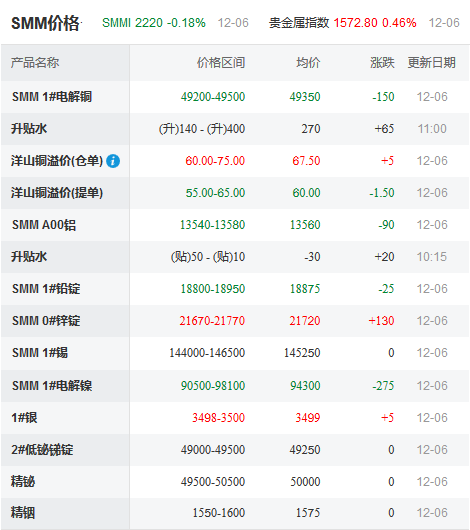 SMM价格 SMMI 2220 -0.18% 12-06 贵金属指数 1572.80 0.46% 12-06
产品名称 价格区间 均价 涨跌 更新日期
SMM 1#电解铜 49200-49500 49350 -150 12-06
升贴水 (升)140 - (升)400 270 +65 11:00
洋山铜溢价(仓单) i 60.00-75.00 67.50 +5 12-06
洋山铜溢价(提单) 55.00-65.00 60.00 -1.50 12-06
SMM A00铝 13540-13580 13560 -90 12-06
升贴水 (贴)50 - (贴)10 -30 +20 10:15
SMM 1#铅锭 18800-18950 18875 -25 12-06
SMM 0#锌锭 21670-21770 21720 +130 12-06
SMM 1#锡 144000-146500 145250 0 12-06
SMM 1#电解镍 90500-98100 94300 -275 12-06
1#银 3498-3500 3499 +5 12-06
2#低铋锑锭 49000-49500 49250 0 12-06
精铋 49500-50500 50000 0 12-06
精铟 1550-1600 1575 0 12-06